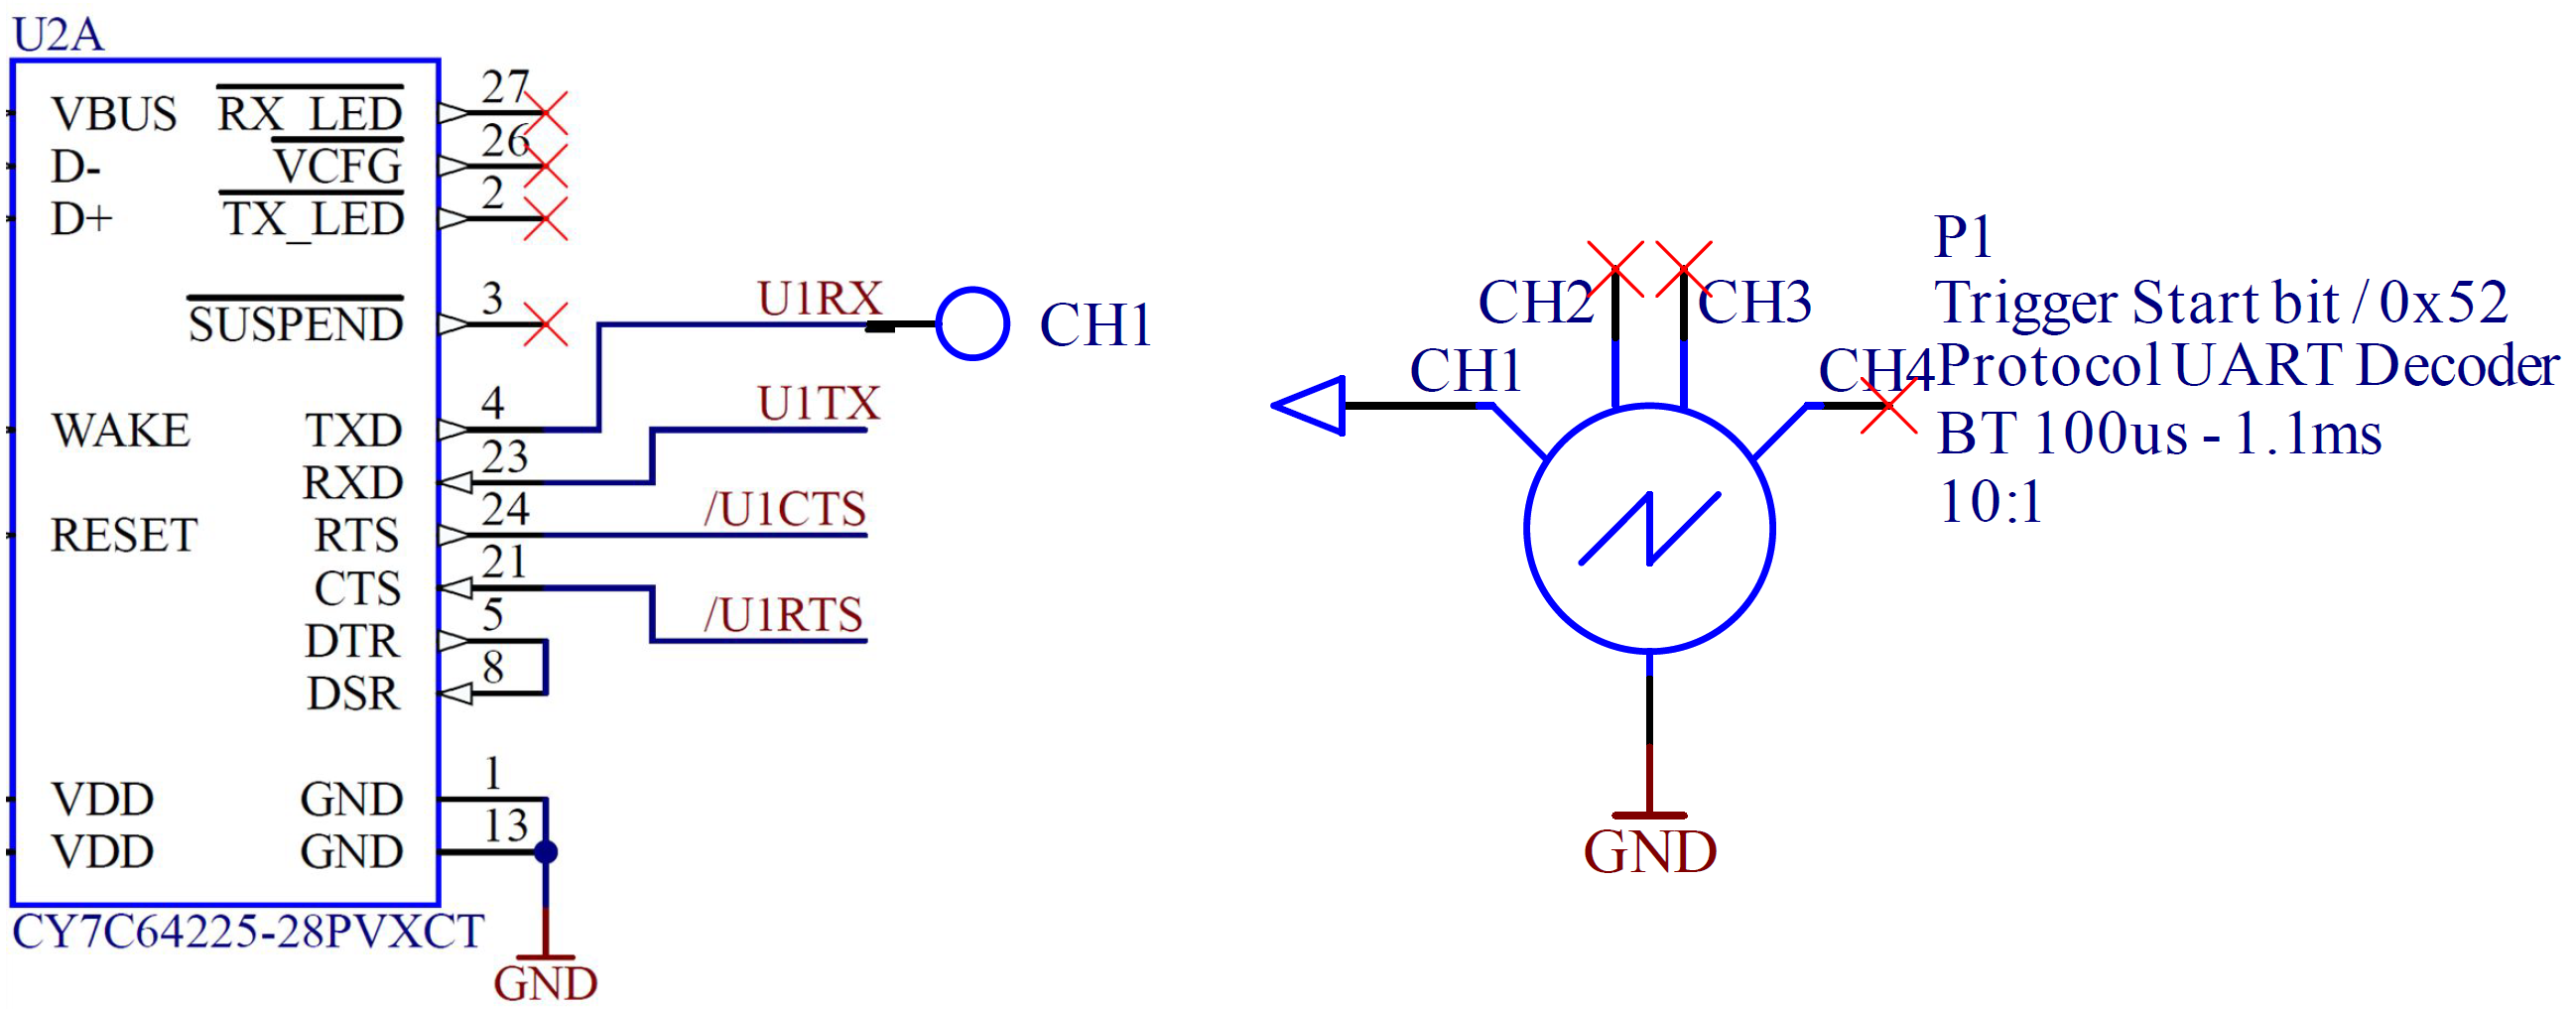 U2A
VBUS RX_LED 27
D- VCFG 26
D+ TX_LED 2
SUSPEND 3
WAKE TXD 4
RXD 23
RESET RTS 24
CTS 21
DTR 5
DSR 8
VDD GND 1
VDD GND 13
CY7C64225-28PVXCT
GND
U1RX
CH1
U1TX
/U1CTS
/U1RTS
CH1
CH2
CH3
CH4
GND
P1
Trigger Start bit / 0x52
Protocol UART Decoder
BT 100us - 1.1ms
10:1